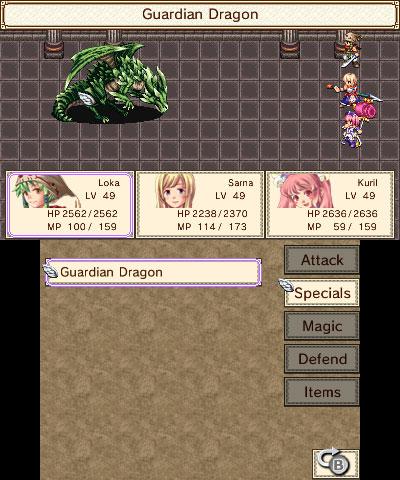 Guardian Dragon
Loka
LV 49
HP 2562/2562
MP 100/ 159
Sarna
LV 49
HP 2238/2370
MP 114/ 173
Kuril
LV 49
HP 2636/2636
MP 59/ 159
Guardian Dragon
Attack
Specials
Magic
Defend
Items
B